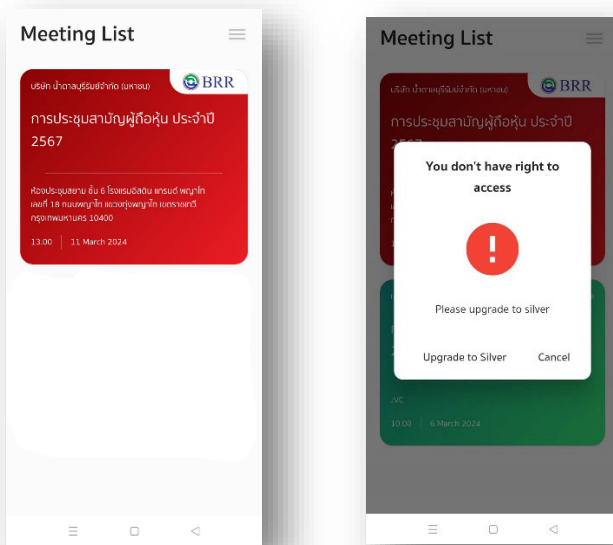 Meeting List
บริษัท น้ำตาลบุรีรัมย์จำกัด (มหาชน)
BRR
การประชุมสามัญผู้ถือหุ้น ประจำปี
2567
ห้องประชุมสยาม ชั้น 6 โรงแรมอีสติน แกรนด์ พญาไท
เลขที่ 18 ถนนพญาไท แขวงทุ่งพญาไท เขตราชเทวี
กรุงเทพมหานคร 10400
13.00 11 March 2024
Meeting List
บริษัท น้ำตาลบุรีรัมย์จำกัด (มหาชน)
BRR
การประชุมสามัญผู้ถือหุ้น ประจำปี
2567
You don't have right to
access
Please upgrade to silver
Upgrade to Silver Cancel
JVC
10.00 6 March 2024